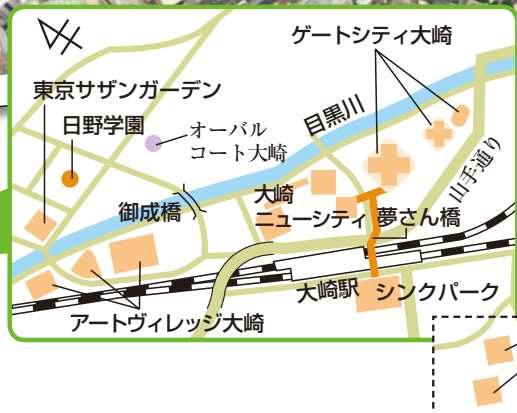 ゲートシティ大崎
東京サザンガーデン
日野学園
オーバル
コート大崎
目黒川
山手通り
御成橋
大崎
ニューシティ
夢さん橋
大崎駅
シンクパーク
アートヴィレッジ大崎